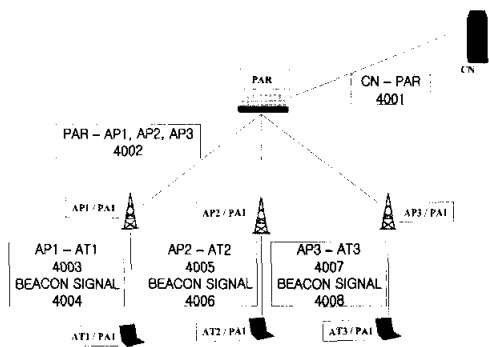 PAR
CN
CN - PAR
4001
PAR - AP1, AP2, AP3
4002
AP1 / PA1
AP2 / PA1
AP3 / PA1
AP1 - AT1
4003
BEACON SIGNAL
4004
AP2 - AT2
4005
BEACON SIGNAL
4006
AP3 - AT3
4007
BEACON SIGNAL
4008
AT1 / PA1
AT2 / PA1
AT3 / PA1